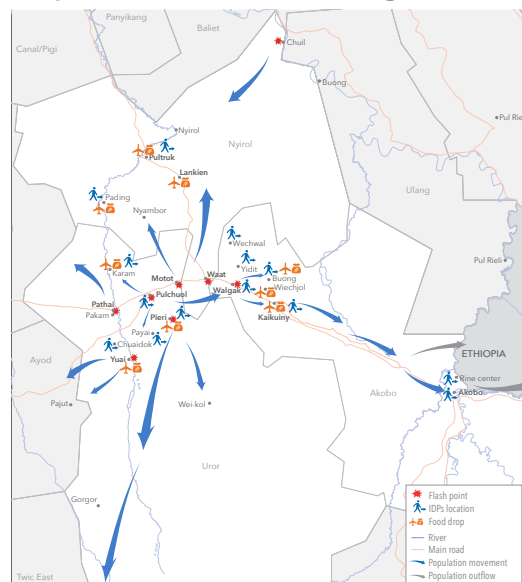 Panyikang
Baliet
Canal/Pigi
Chuil
Buong
Nyirol
Nyirol
Pul Rie
Pultruk
Lankien
Ulang
Pading
Nyambor
Wechwal
Yidit
Pul Rieli
Karam
Motot
Waat
Buong
Walgak
Wiechjol
Pulchuol
Pathai
Pakam
Kaikuiny
Pieri
Payai
Chuaidok
Yuai
ETHIOPIA
Ayod
Rine center
Akobo
Akobo
Pajut
Wei-kol
Uror
Gorgor
Twic East
Flash point
IDPs location
Food drop
River
Main road
Population movement
Population outflow